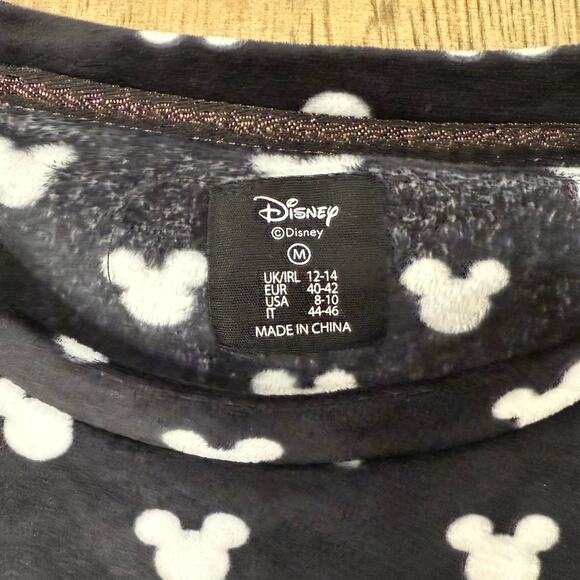 Disney
©Disney
M
UK/IRL 12-14
EUR 40-42
USA 8-10
IT 44-46
MADE IN CHINA